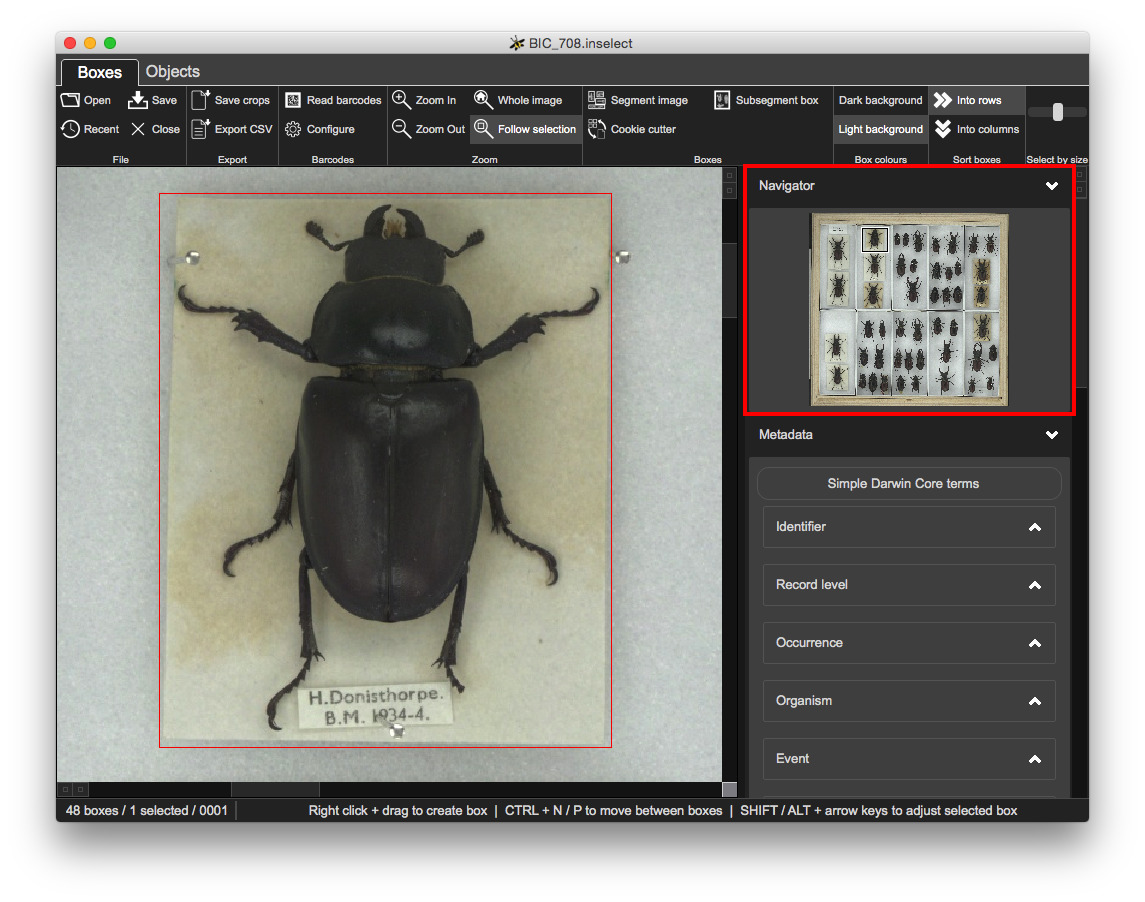 BIC_708.inselect
Boxes Objects
Open Save Save crops Read barcodes Zoom In Whole image Segment image Subsegment box Dark background Into rows
Recent Close Export CSV Configure Zoom Out Follow selection Cookie cutter Light background Into columns
File Export Barcodes Zoom Boxes Box colours Sort boxes Select by size
Navigator
Metadata
Simple Darwin Core terms
Identifier
Record level
Occurrence
Organism
Event
H.Donisthorpe.
B.M. 1934-4.
48 boxes / 1 selected / 0001 Right click + drag to create box | CTRL + N / P to move between boxes | SHIFT / ALT + arrow keys to adjust selected box